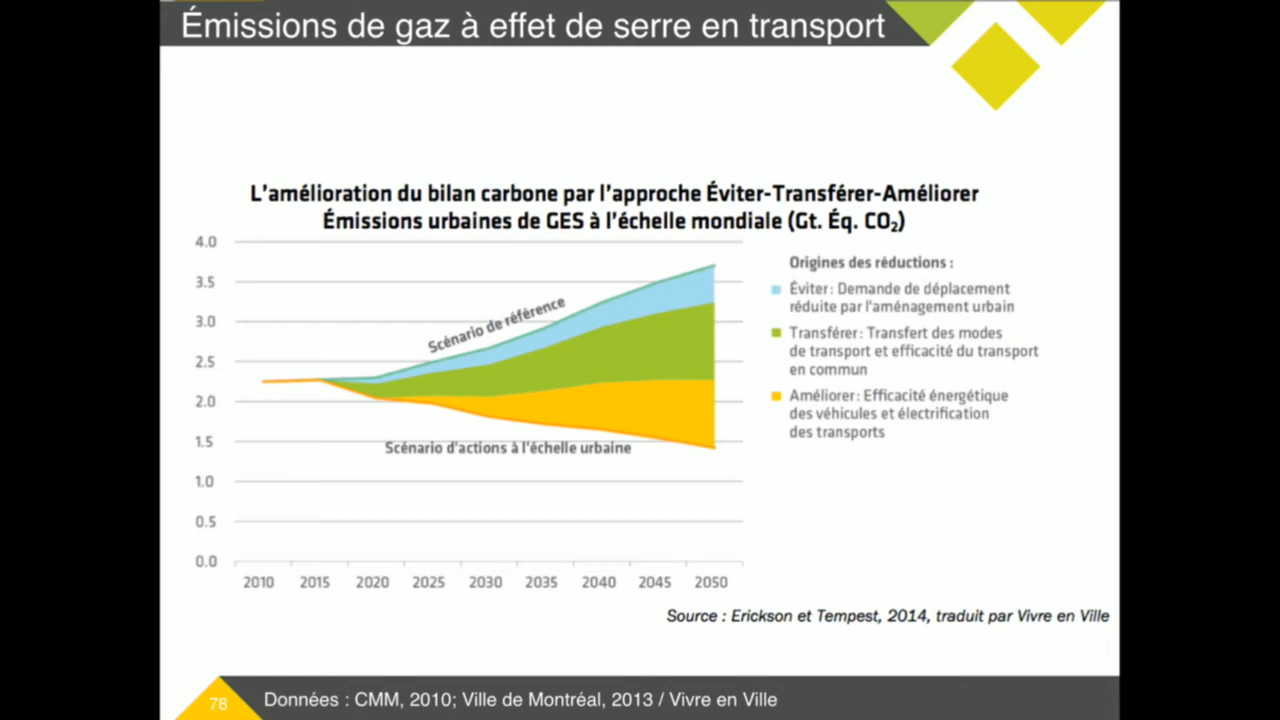 Émissions de gaz à effet de serre en transport
L'amélioration du bilan carbone par l'approche Éviter-Transférer-Améliorer
Émissions urbaines de GES à l'échelle mondiale (Gt. Éq. CO₂)
4.0
3.5
3.0
2.5
2.0
1.5
1.0
0.5
0.0
Scénario de référence
Scénario d'actions à l'échelle urbaine
2010 2015 2020 2025 2030 2035 2040 2045 2050
Origines des réductions :
Éviter : Demande de déplacement
réduite par l'aménagement urbain
Transférer : Transfert des modes
de transport et efficacité du transport
en commun
Améliorer : Efficacité énergétique
des véhicules et électrification
des transports
Source : Erickson et Tempest, 2014, traduit par Vivre en Ville
78
Données : CMM, 2010; Ville de Montréal, 2013 / Vivre en Ville